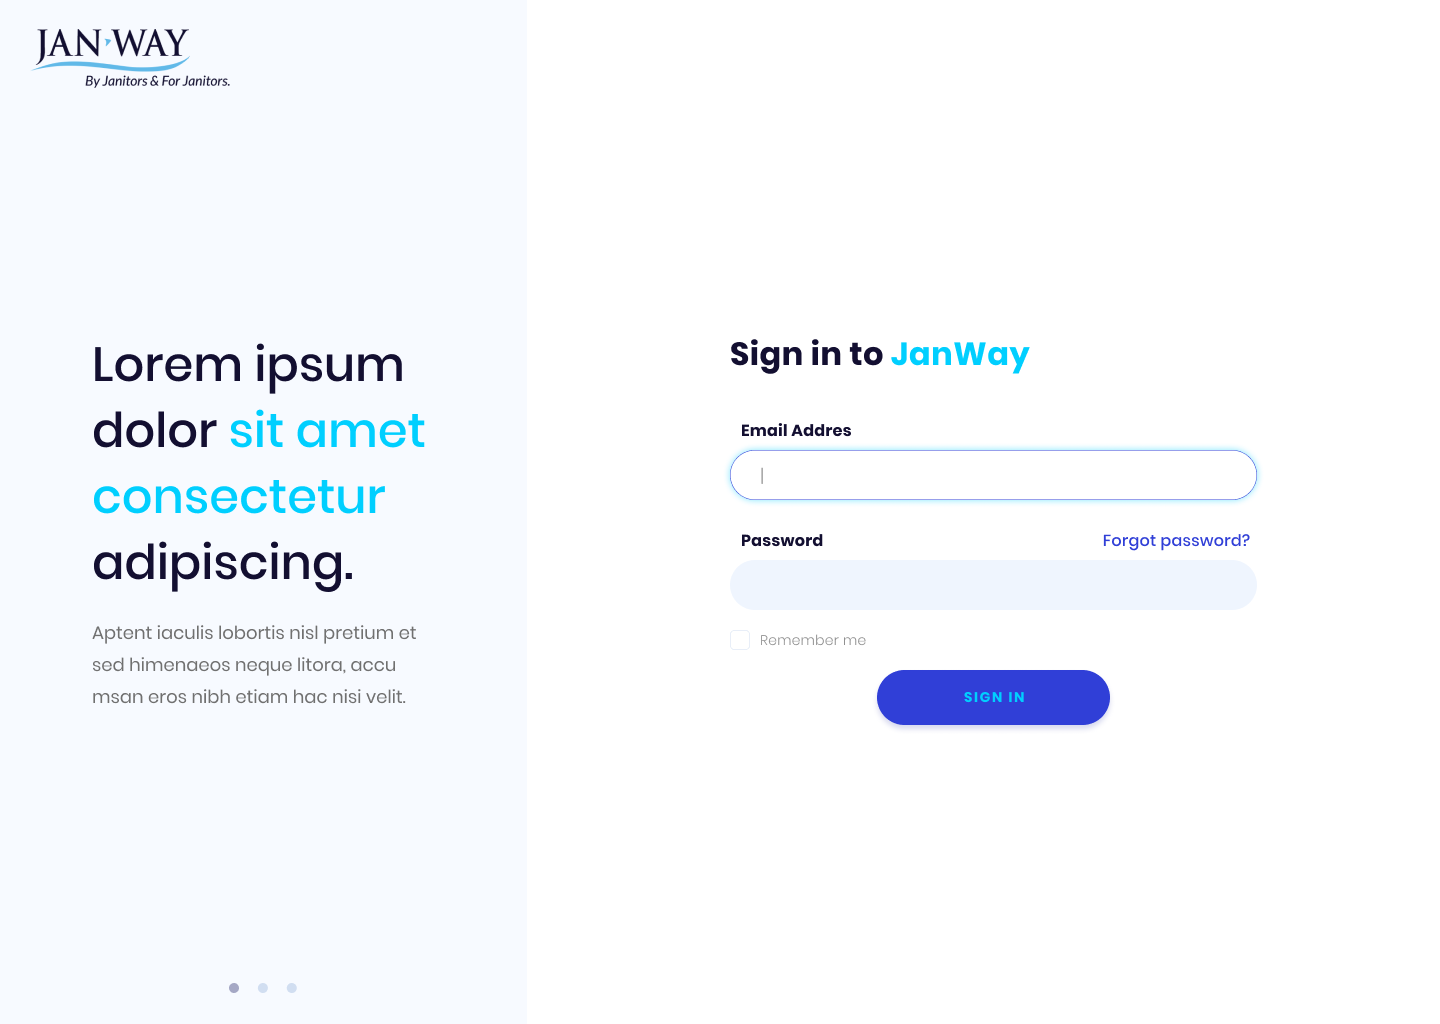 JAN-WAY
By Janitors & For Janitors.
Lorem ipsum
dolor sit amet
consectetur
adipiscing.
Aptent iaculis lobortis nisl pretium et
sed himenaeos neque litora, accu
msan eros nibh etiam hac nisi velit.
Sign in to JanWay
Email Addres
Password Forgot password?
Remember me
SIGN IN